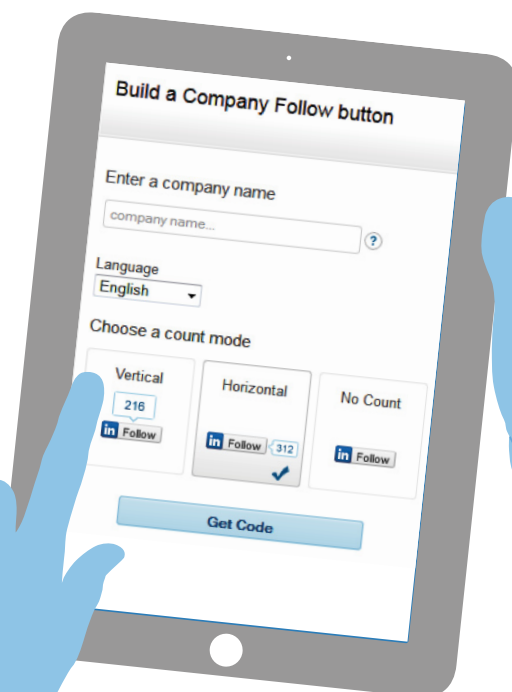 Build a Company Follow button
Enter a company name
company name...
?
Language
English
Choose a count mode
Vertical
Horizontal
No Count
216
in Follow
in Follow 312
in Follow
Get Code